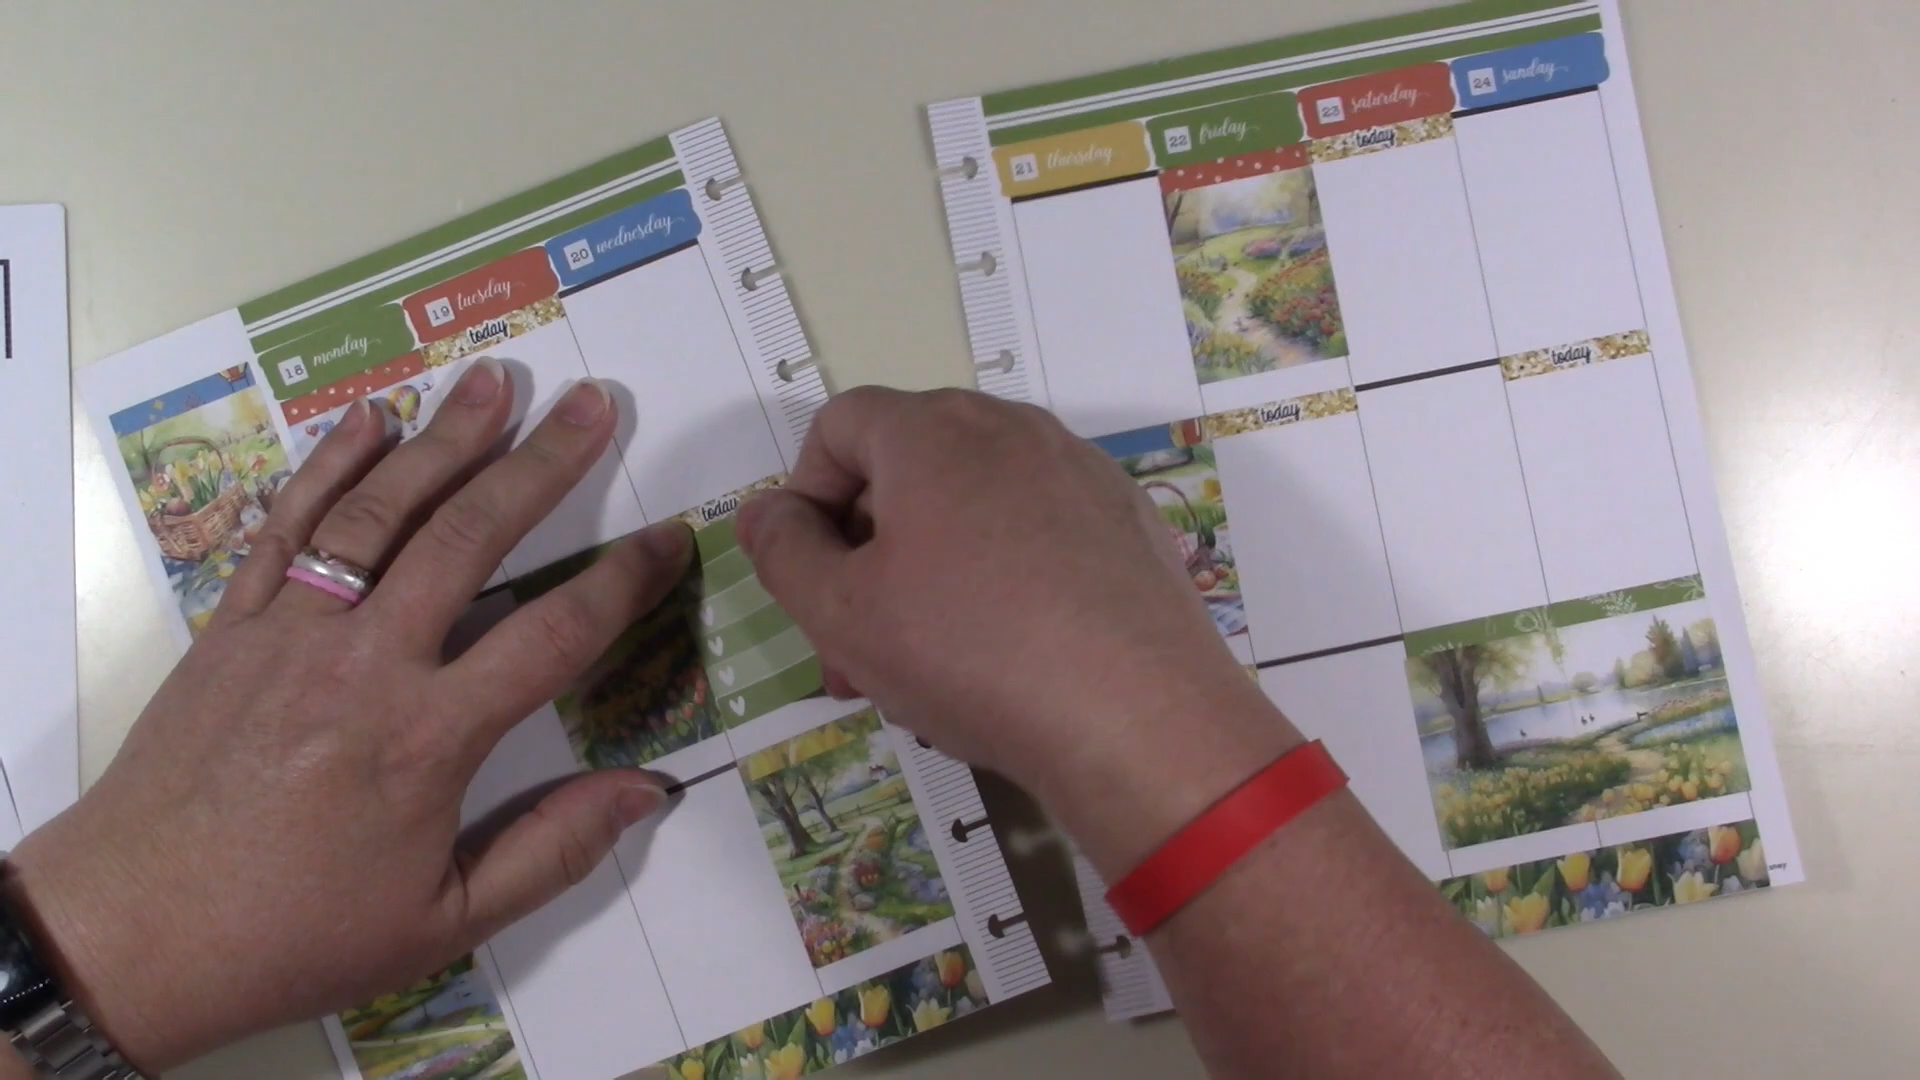 18 monday
19 tuesday
20 wednesday
today
today
21 thursday
22 friday
23 saturday
24 sunday
today
today
today